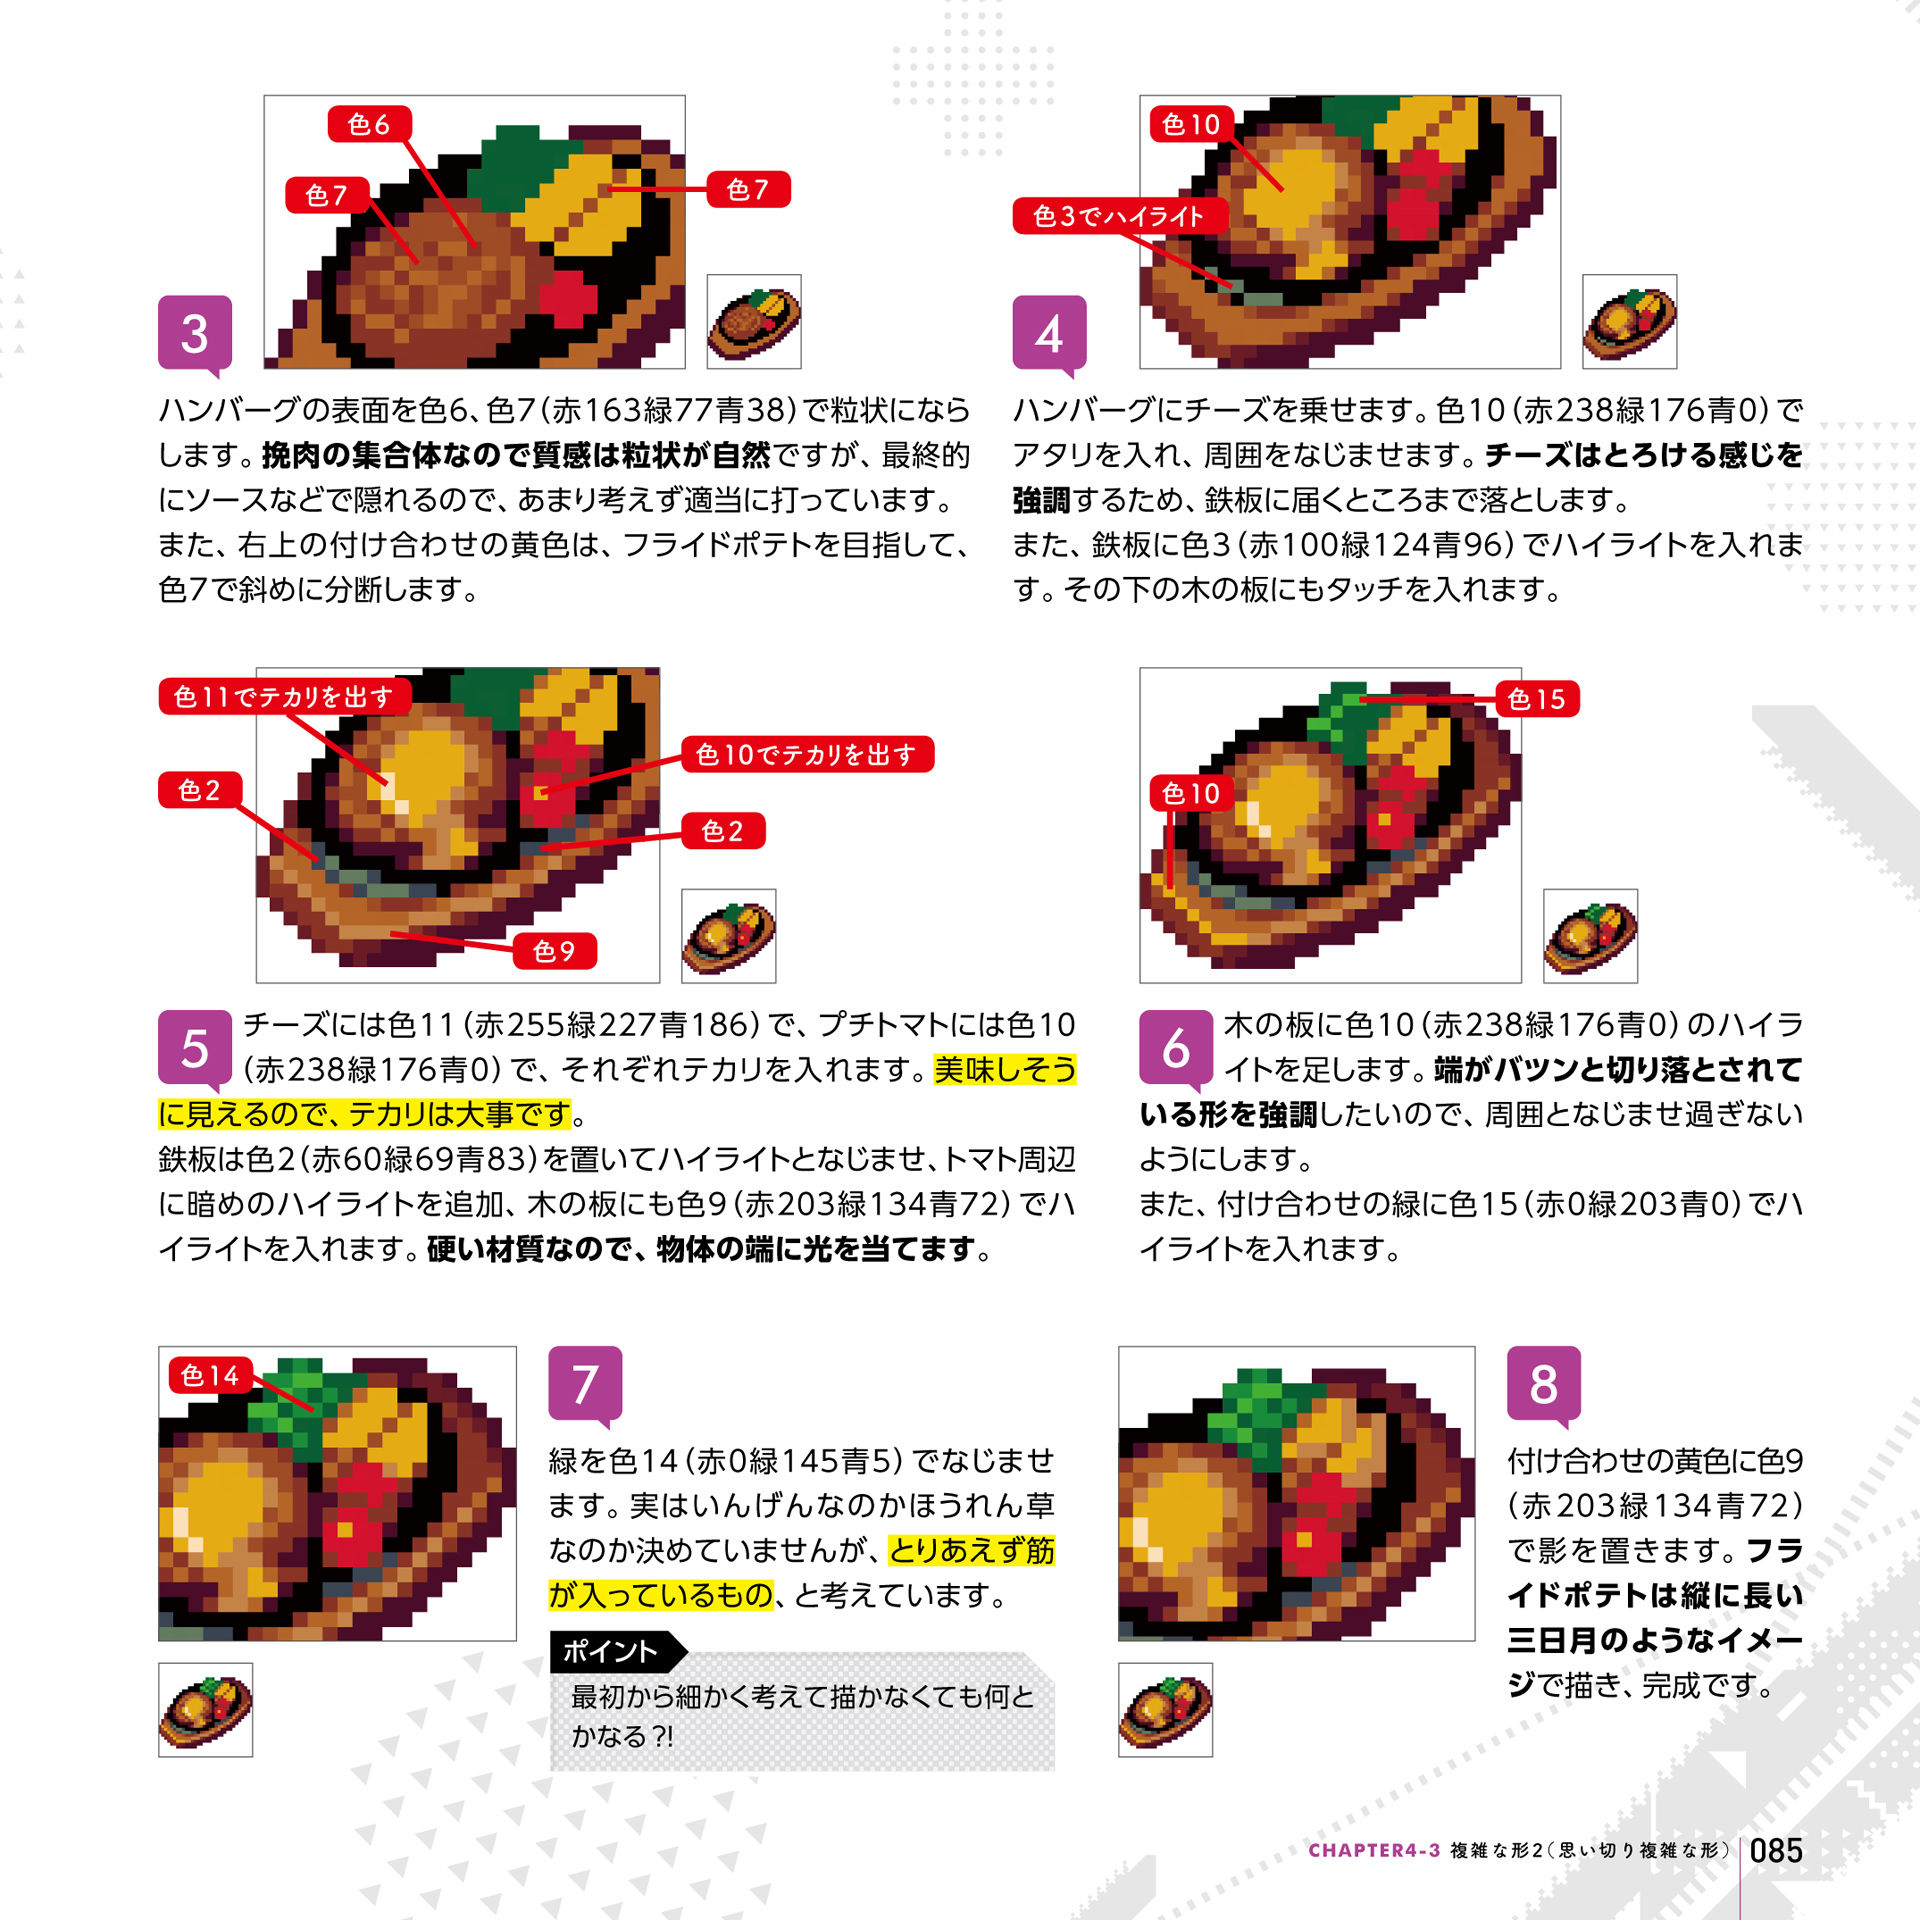 色6
色7
色7
3
ハンバーグの表面を色6、色7（赤163緑77青38）で粒状になら
します。挽肉の集合体なので質感は粒状が自然ですが、最終的
にソースなどで隠れるので、あまり考えず適当に打っています。
また、右上の付け合わせの黄色は、フライドポテトを目指して、
色7で斜めに分断します。
色10
色3でハイライト
4
ハンバーグにチーズを乗せます。色10（赤238緑176青0）で
アタリを入れ、周囲をなじませます。チーズはとろける感じを
強調するため、鉄板に届くところまで落とします。
また、鉄板に色3（赤100緑124青96）でハイライトを入れま
す。その下の木の板にもタッチを入れます。
色11でテカリを出す
色10でテカリを出す
色2
色2
色9
5
チーズには色11（赤255緑227青186）で、プチトマトには色10
（赤238緑176青0）で、それぞれテカリを入れます。美味しそう
に見えるので、テカリは大事です。
鉄板は色2（赤60緑69青83）を置いてハイライトとなじませ、トマト周辺
に暗めのハイライトを追加、木の板にも色9（赤203緑134青72）でハ
イライトを入れます。硬い材質なので、物体の端に光を当てます。
色15
色10
6
木の板に色10（赤238緑176青0）のハイラ
イトを足します。端がバツンと切り落とされて
いる形を強調したいので、周囲となじませ過ぎない
ようにします。
また、付け合わせの緑に色15（赤0緑203青0）でハ
イライトを入れます。
色14
7
緑を色14（赤0緑145青5）でなじませ
ます。実はいんげんなのかほうれん草
なのか決めていませんが、とりあえず筋
が入っているもの、と考えています。
ポイント
最初から細かく考えて描かなくても何と
かなる?!
8
付け合わせの黄色に色9
（赤203緑134青72）
で影を置きます。フラ
イドポテトは縦に長い
三日月のようなイメー
ジで描き、完成です。
CHAPTER4-3 複雑な形2（思い切り複雑な形） 085